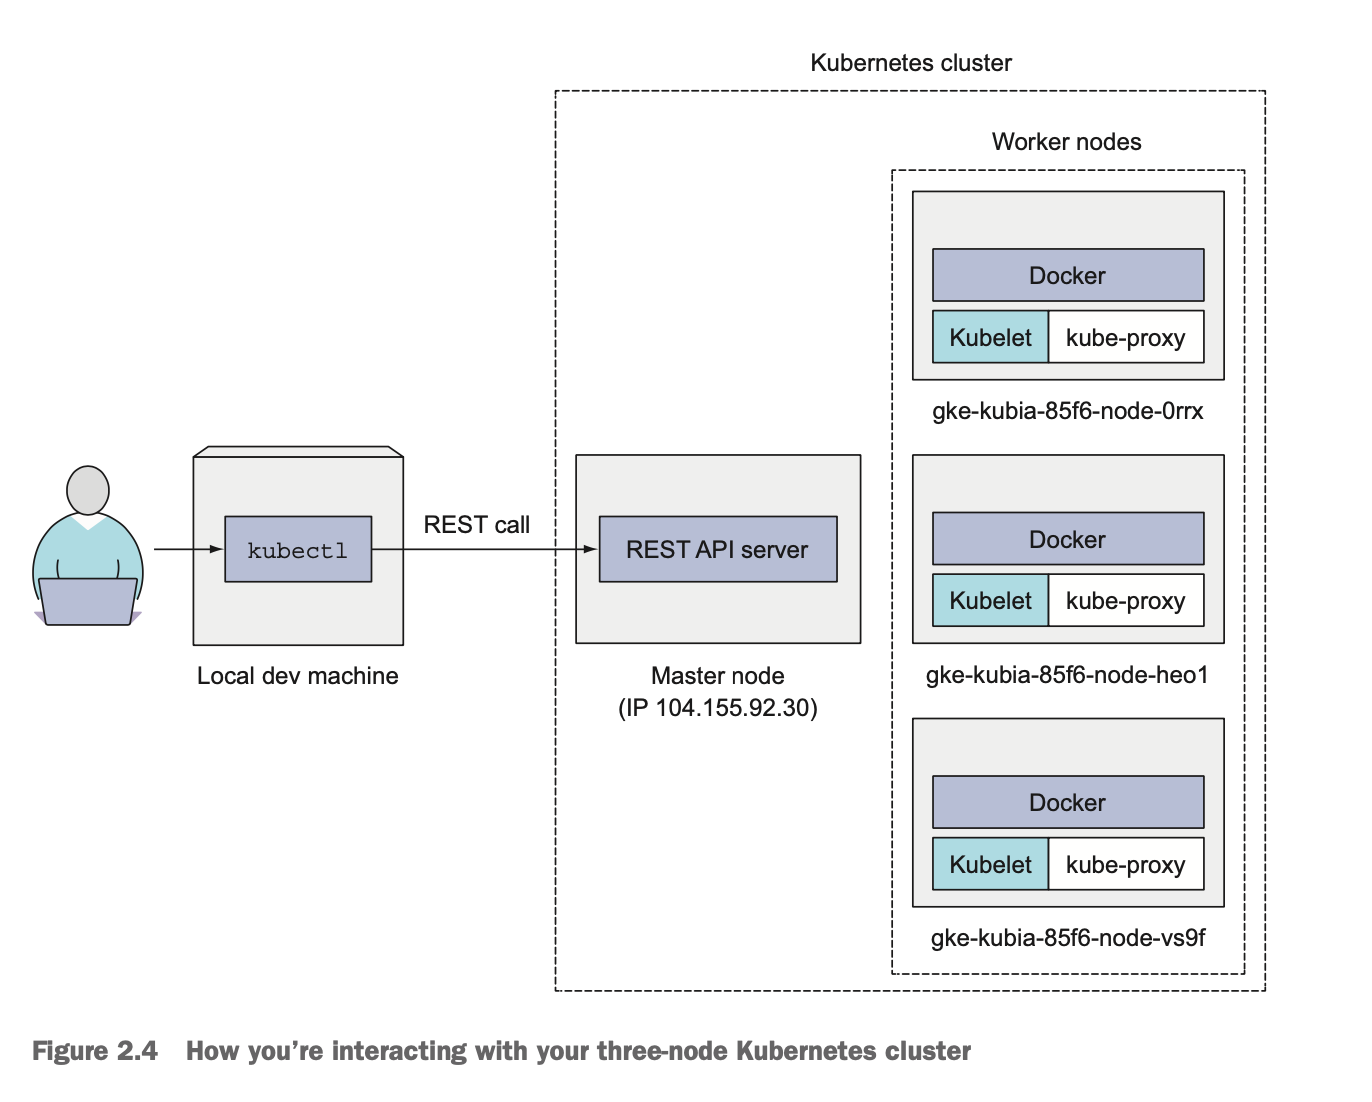 Kubernetes cluster
Worker nodes
Docker
Kubelet
kube-proxy
gke-kubia-85f6-node-0rrx
kubectl
REST call
REST API server
Local dev machine
Master node
(IP 104.155.92.30)
Docker
Kubelet
kube-proxy
gke-kubia-85f6-node-heo1
Docker
Kubelet
kube-proxy
gke-kubia-85f6-node-vs9f
Figure 2.4 How you’re interacting with your three-node Kubernetes cluster